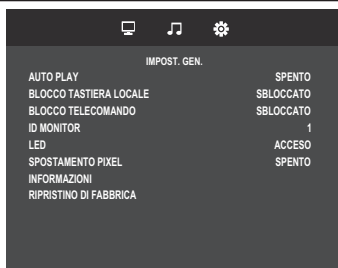 IMPOST. GEN.
AUTO PLAY SPENTO
BLOCCO TASTIERA LOCALE SBLOCCATO
BLOCCO TELECOMANDO SBLOCCATO
ID MONITOR 1
LED ACCESO
SPOSTAMENTO PIXEL SPENTO
INFORMAZIONI
RIPRISTINO DI FABBRICA